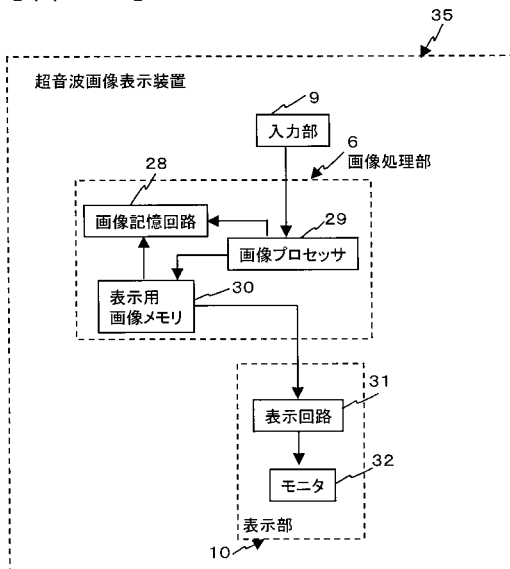 35
超音波画像表示装置
9
入力部
6
画像処理部
28
画像記憶回路
29
画像プロセッサ
30
表示用
画像メモリ
31
表示回路
32
モニタ
表示部
10